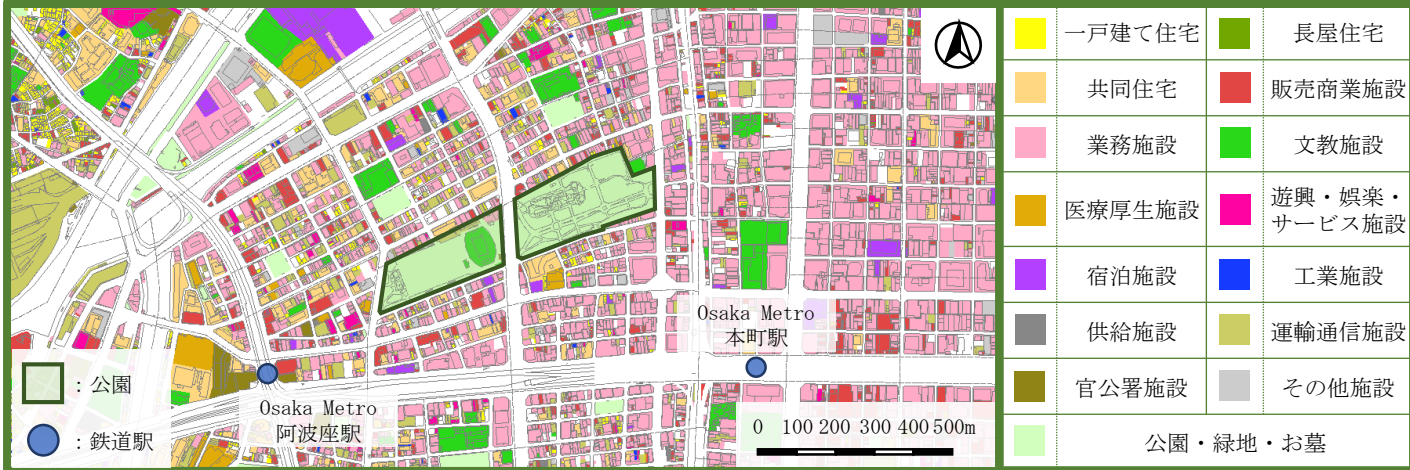 : 公園
: 鉄道駅
Osaka Metro
阿波座駅
Osaka Metro
本町駅
0 100 200 300 400 500m
一戸建て住宅
長屋住宅
共同住宅
販売商業施設
業務施設
文教施設
医療厚生施設
遊興・娯楽・
サービス施設
宿泊施設
工業施設
供給施設
運輸通信施設
官公署施設
その他施設
公園・緑地・お墓